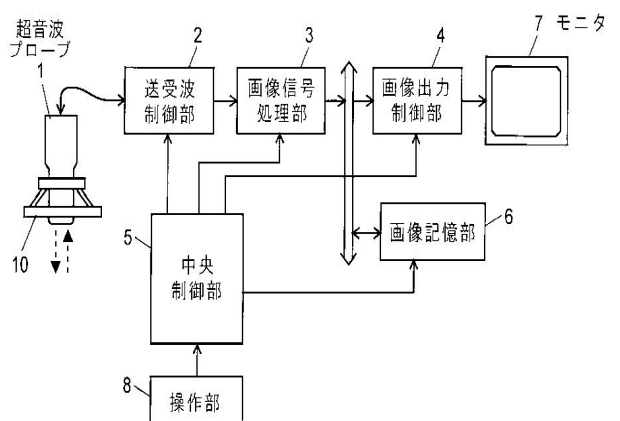 超音波
プローブ
1
2
送受波
制御部
3
画像信号
処理部
4
画像出力
制御部
7 モニタ
10
5
中央
制御部
画像記憶部
6
8
操作部